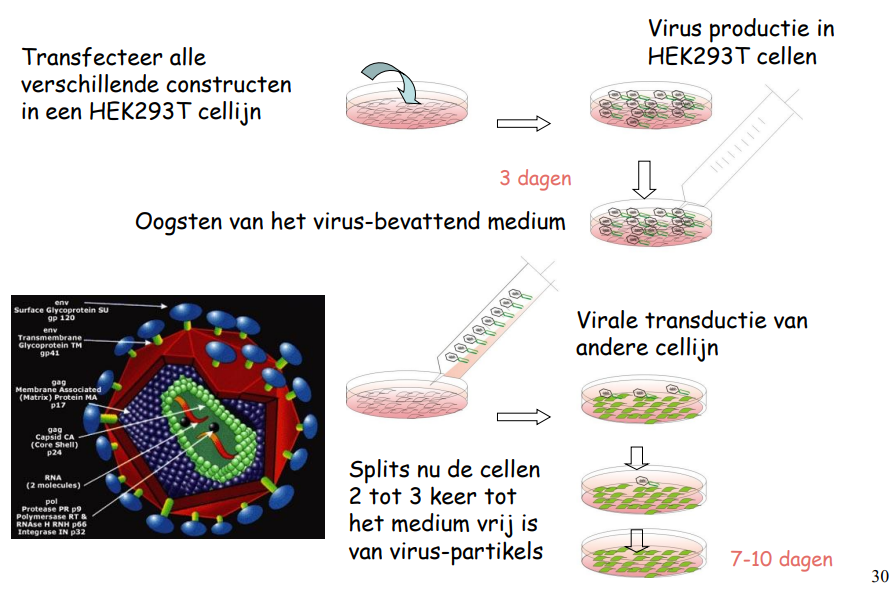 Transfecteer alle
verschillende constructen
in een HEK293T cellijn
Virus productie in
HEK293T cellen
3 dagen
Oogsten van het virus-bevattend medium
env
Surface Glycoprotein SU
gp 120
env
Transmembrane
Glycoprotein TM
gp41
gag
Membrane Associated
(Matrix) Protein MA
p17
gag
Capsid CA
(Core Shell)
p24
RNA
(2 molecules)
pol
Protease PR p9
Polymersase RT &
RNAse H RNH p66
Integrase IN p32
Virale transductie van
andere cellijn
Splits nu de cellen
2 tot 3 keer tot
het medium vrij is
van virus-partikels
7-10 dagen
30